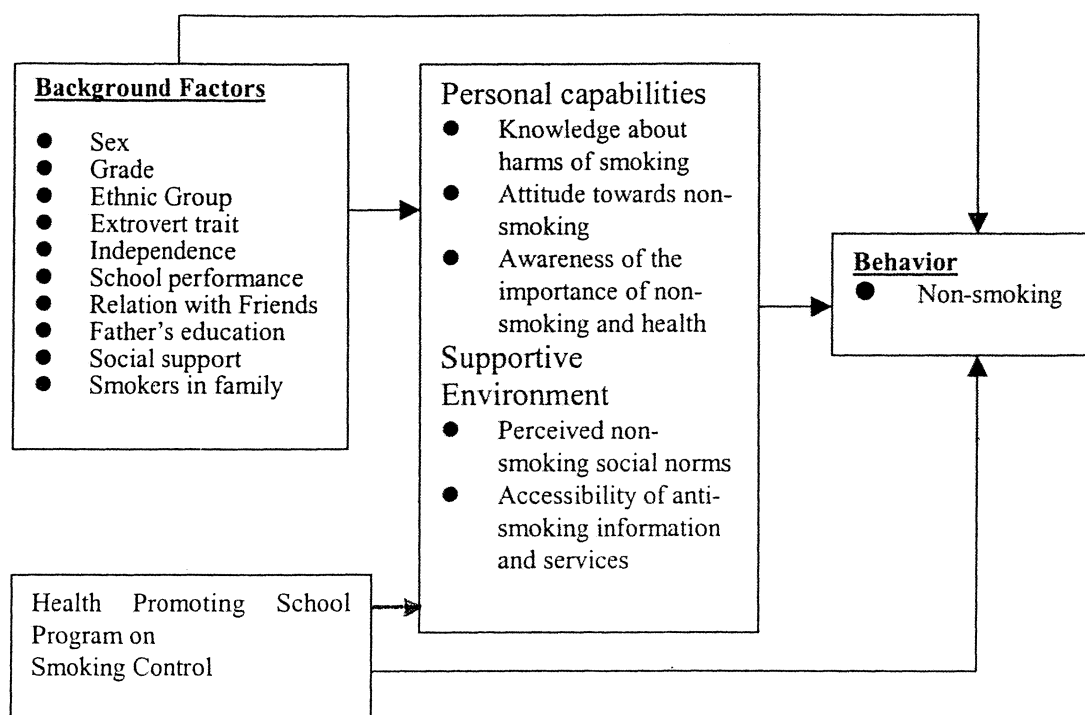 Background Factors
● Sex
● Grade
● Ethnic Group
● Extrovert trait
● Independence
● School performance
● Relation with Friends
● Father's education
● Social support
● Smokers in family
Health Promoting School
Program on
Smoking Control
Personal capabilities
● Knowledge about
harms of smoking
● Attitude towards non-
smoking
● Awareness of the
importance of non-
smoking and health
Supportive
Environment
● Perceived non-
smoking social norms
● Accessibility of anti-
smoking information
and services
Behavior
● Non-smoking